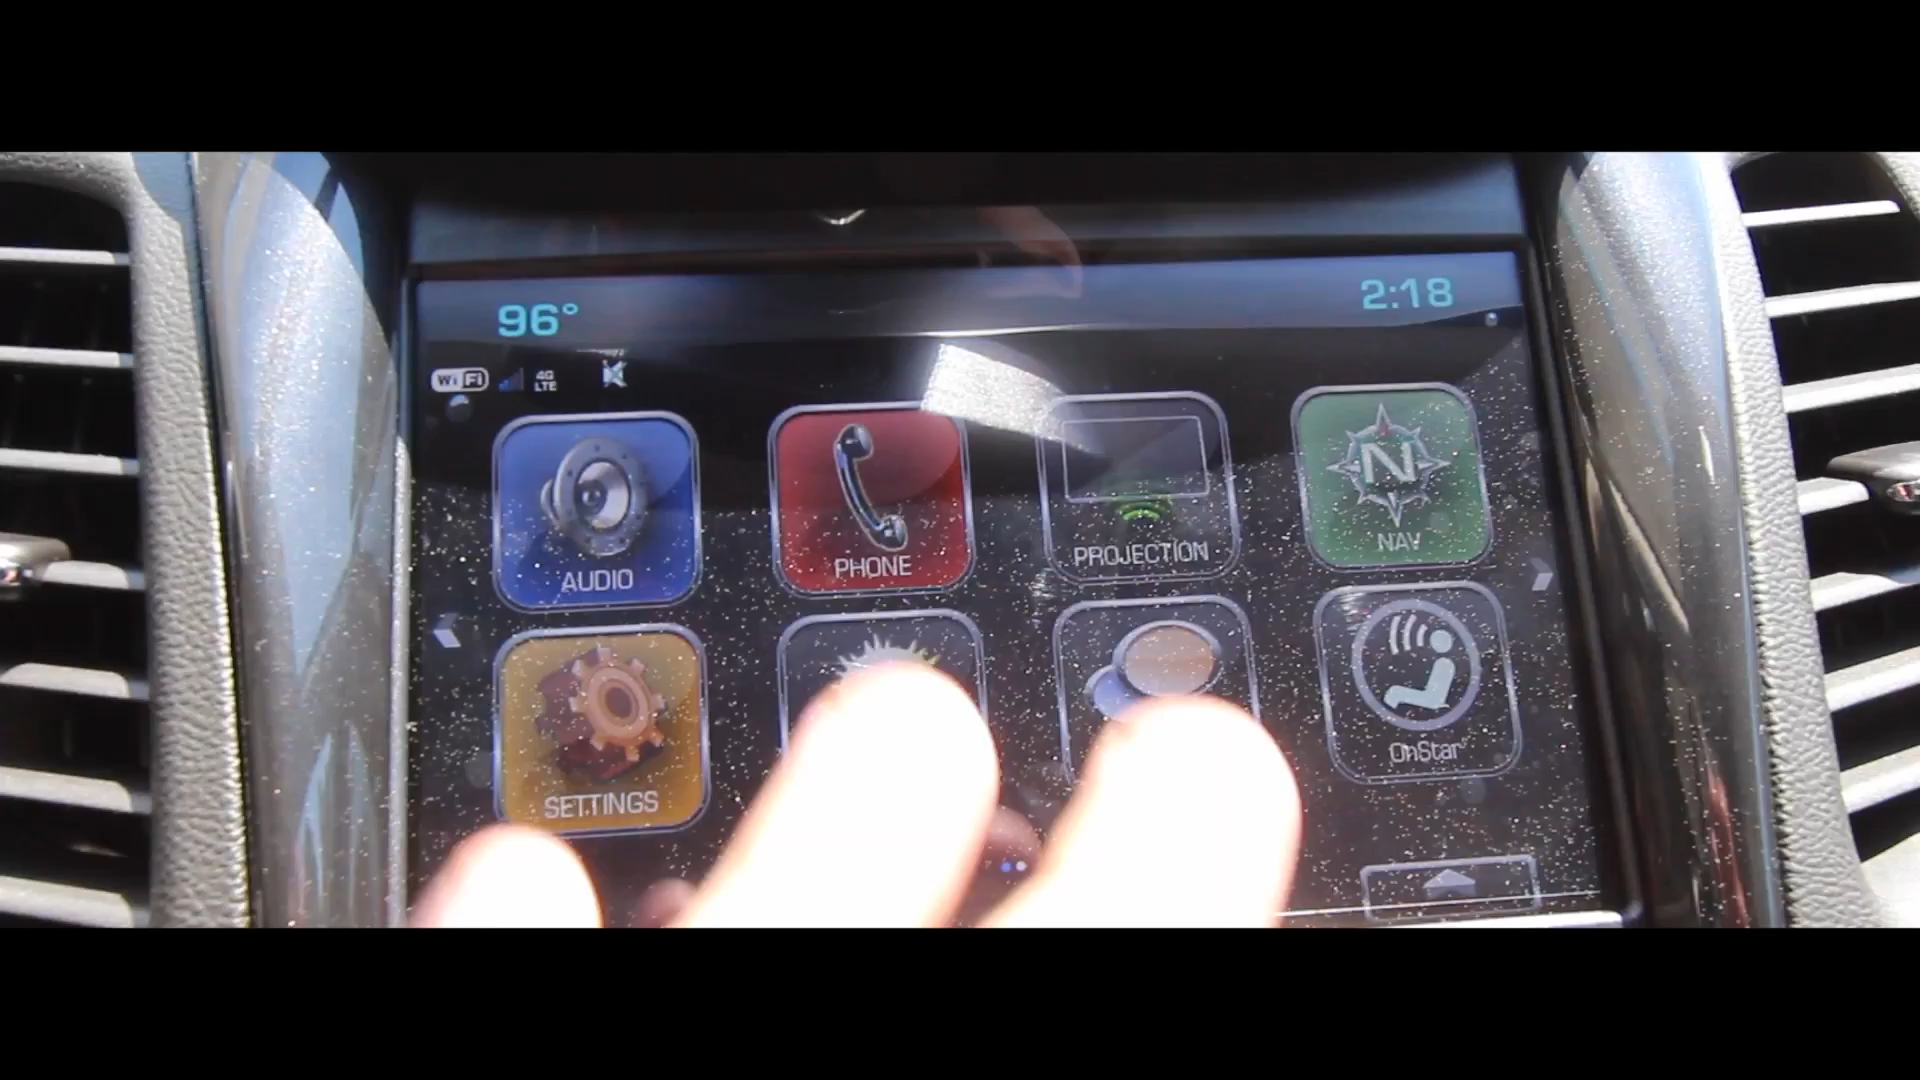 96°
2:18
WiFi
4G
LTE
AUDIO
PHONE
PROJECTION
N
NAV
SETTINGS
OnStar